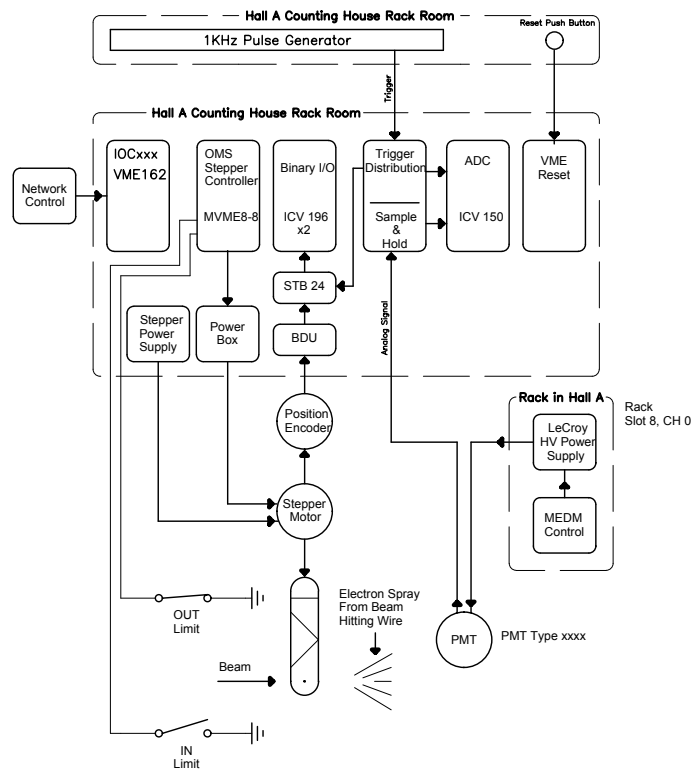 Hall A Counting House Rack Room
Reset Push Button
1KHz Pulse Generator
Trigger
Hall A Counting House Rack Room
IOCxxx
VME162
OMS
Stepper
Controller
MVME8-8
Binary I/O
ICV 196
x2
Trigger
Distribution
Sample
&
Hold
ADC
ICV 150
VME
Reset
Network
Control
STB 24
Stepper
Power
Supply
Power
Box
BDU
Analog Signal
Rack in Hall A
Rack
Slot 8, CH 0
Position
Encoder
LeCroy
HV Power
Supply
Stepper
Motor
MEDM
Control
OUT
Limit
Electron Spray
From Beam
Hitting Wire
PMT
PMT Type xxxx
Beam
IN
Limit